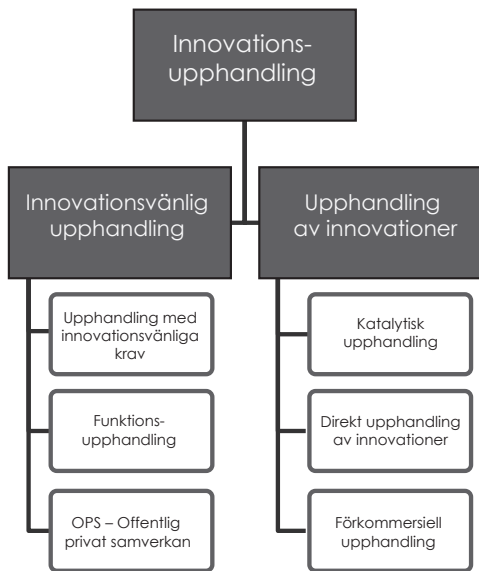 Innovations-
upphandling
Innovationsvänlig
upphandling
Upphandling med
innovationsvänliga
krav
Funktions-
upphandling
OPS – Offentlig
privat samverkan
Upphandling
av innovationer
Katalytisk
upphandling
Direkt upphandling
av innovationer
Förkommersiell
upphandling